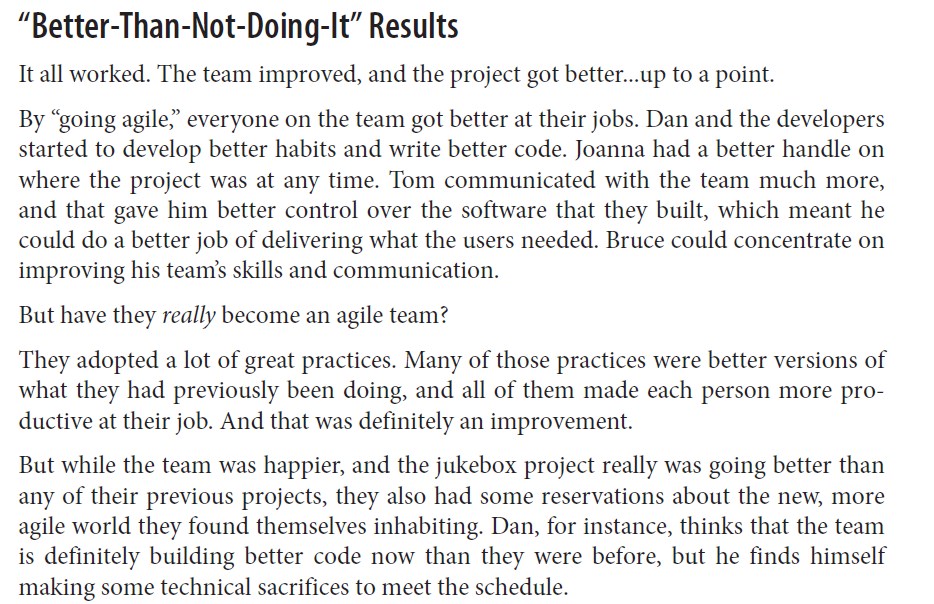 “Better-Than-Not-Doing-It” Results
It all worked. The team improved, and the project got better...up to a point.
By “going agile,” everyone on the team got better at their jobs. Dan and the developers
started to develop better habits and write better code. Joanna had a better handle on
where the project was at any time. Tom communicated with the team much more,
and that gave him better control over the software that they built, which meant he
could do a better job of delivering what the users needed. Bruce could concentrate on
improving his team’s skills and communication.
But have they really become an agile team?
They adopted a lot of great practices. Many of those practices were better versions of
what they had previously been doing, and all of them made each person more pro-
ductive at their job. And that was definitely an improvement.
But while the team was happier, and the jukebox project really was going better than
any of their previous projects, they also had some reservations about the new, more
agile world they found themselves inhabiting. Dan, for instance, thinks that the team
is definitely building better code now than they were before, but he finds himself
making some technical sacrifices to meet the schedule.